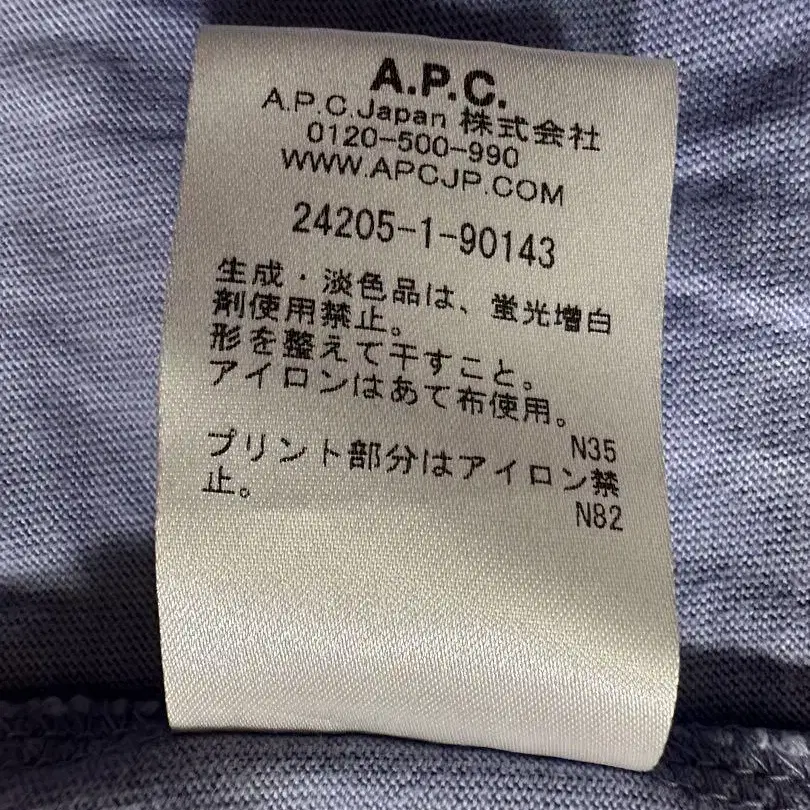 A.P.C.
A.P.C.Japan 株式会社
0120-500-990
WWW.APCJP.COM
24205-1-90143
生成・淡色品は、蛍光増白
剤使用禁止。
形を整えて干すこと。
アイロンはあて布使用。
N35
プリント部分はアイロン禁
止。
N82